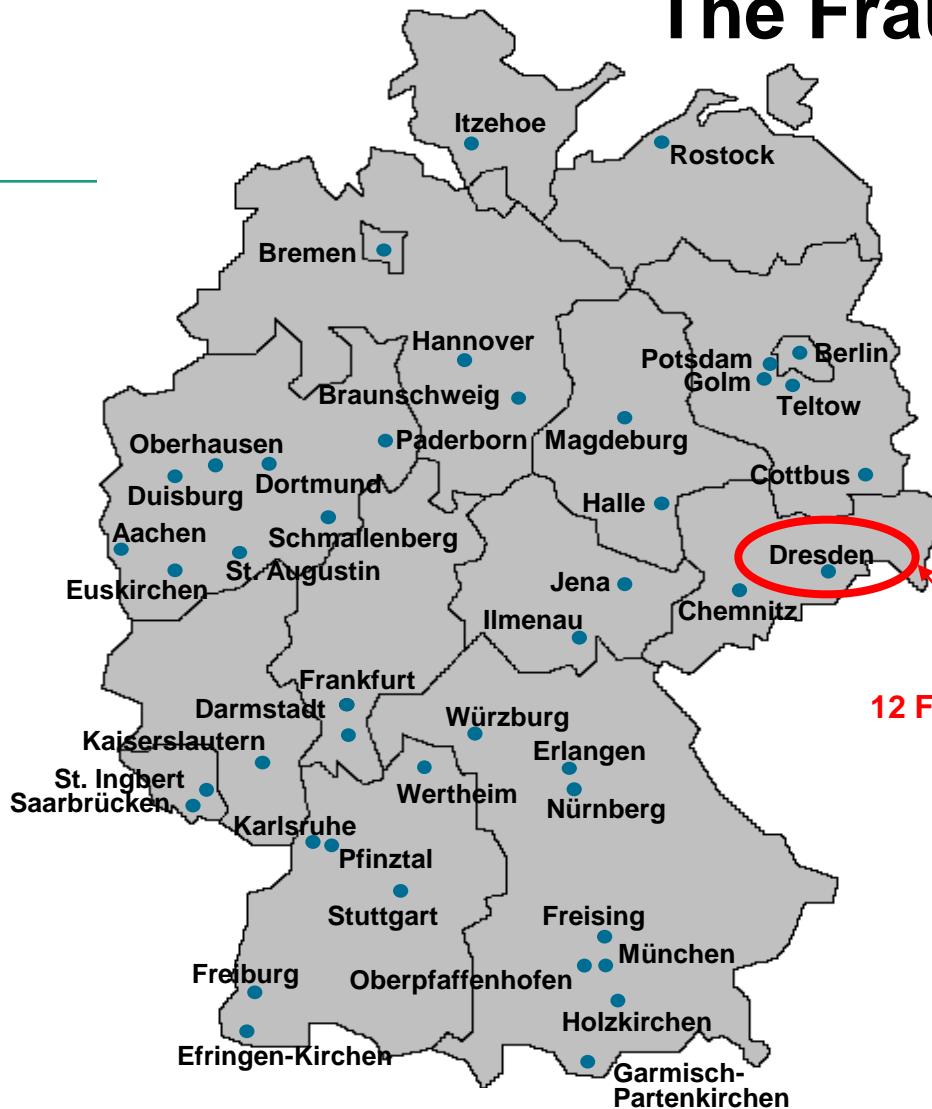 The Frau
Itzehoe
Rostock
Bremen
Hannover
Potsdam
Berlin
Golm
Teltow
Braunschweig
Oberhausen
Paderborn
Magdeburg
Duisburg
Dortmund
Cottbus
Halle
Aachen
Schmallenberg
Dresden
St. Augustin
Euskirchen
Jena
Chemnitz
Ilmenau
Frankfurt
Darmstadt
Würzburg
12 F
Kaiserslautern
Erlangen
St. Ingbert
Wertheim
Saarbrücken
Nürnberg
Karlsruhe
Pfinztal
Stuttgart
Freising
München
Freiburg
Oberpfaffenhofen
Holzkirchen
Efringen-Kirchen
Garmisch-
Partenkirchen